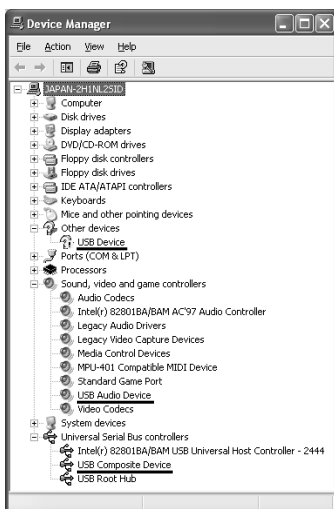 Device Manager
File Action View Help
JAPAN-2H1NL2SID
Computer
Disk drives
Display adapters
DVD/CD-ROM drives
Floppy disk controllers
Floppy disk drives
IDE ATA/ATAPI controllers
Keyboards
Mice and other pointing devices
Other devices
USB Device
Ports (COM & LPT)
Processors
Sound, video and game controllers
Audio Codecs
Intel(r) 82801BA/BAM AC'97 Audio Controller
Legacy Audio Drivers
Legacy Video Capture Devices
Media Control Devices
MPU-401 Compatible MIDI Device
Standard Game Port
USB Audio Device
Video Codecs
System devices
Universal Serial Bus controllers
Intel(r) 82801BA/BAM USB Universal Host Controller - 2444
USB Composite Device
USB Root Hub